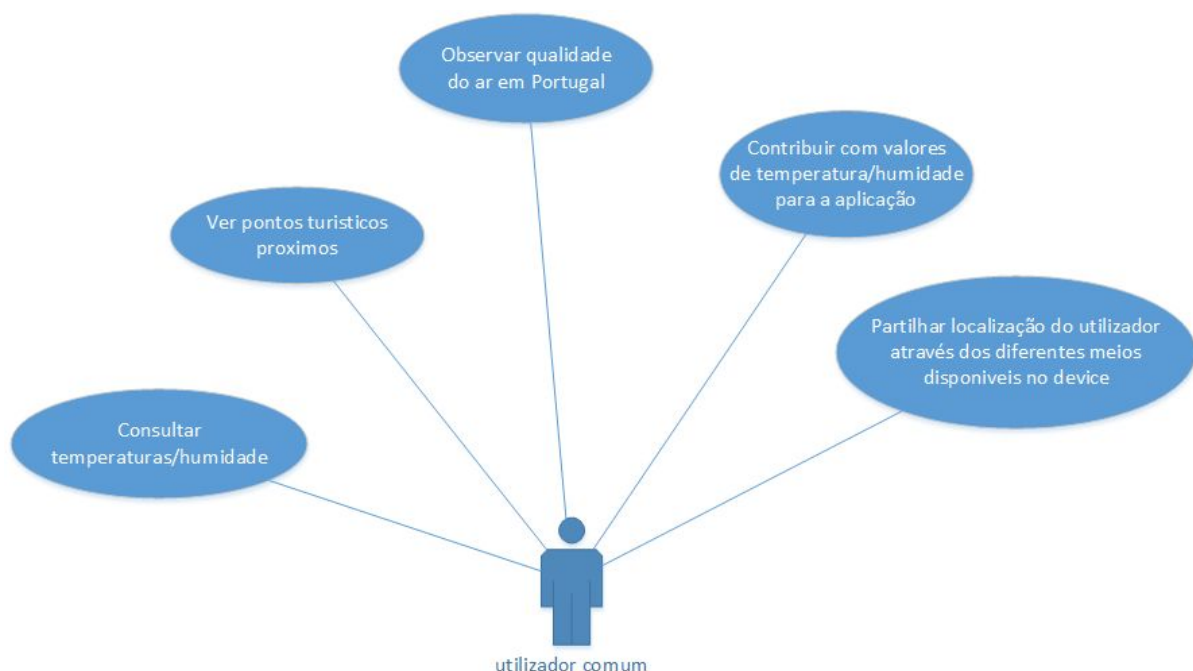 Observar qualidade
do ar em Portugal
Contribuir com valores
de temperatura/humidade
para a aplicação
Ver pontos turisticos
proximos
Partilhar localização do utilizador
através dos diferentes meios
disponiveis no device
Consultar
temperaturas/humidade
utilizador comum